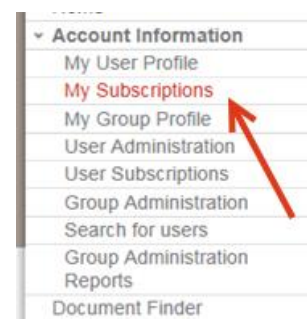 Account Information
My User Profile
My Subscriptions
My Group Profile
User Administration
User Subscriptions
Group Administration
Search for users
Group Administration
Reports
Document Finder